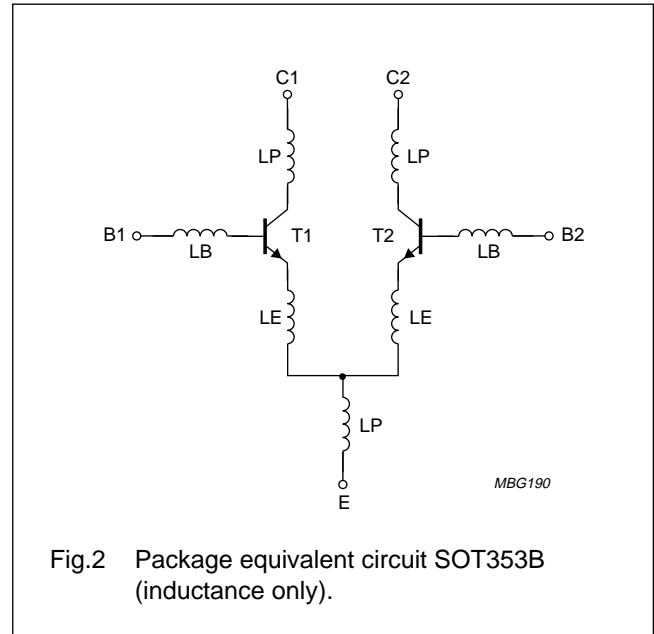 C1 C2
LP LP
B1 T1 T2 B2
LB LB
LE LE
LP
MBG190
E
Fig.2 Package equivalent circuit SOT353B
(inductance only).